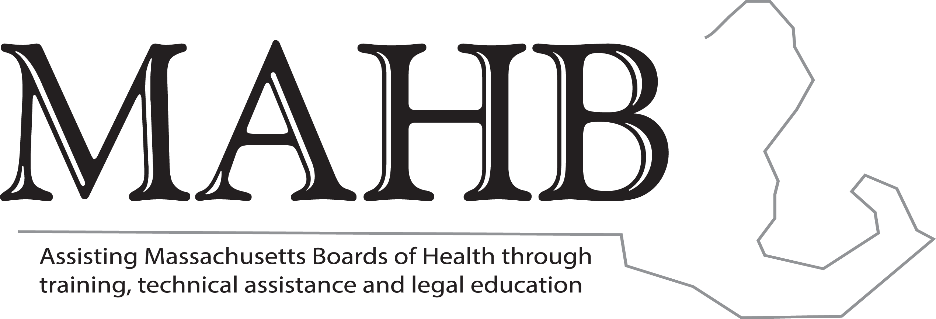 MAHB
Assisting Massachusetts Boards of Health through
training, technical assistance and legal education